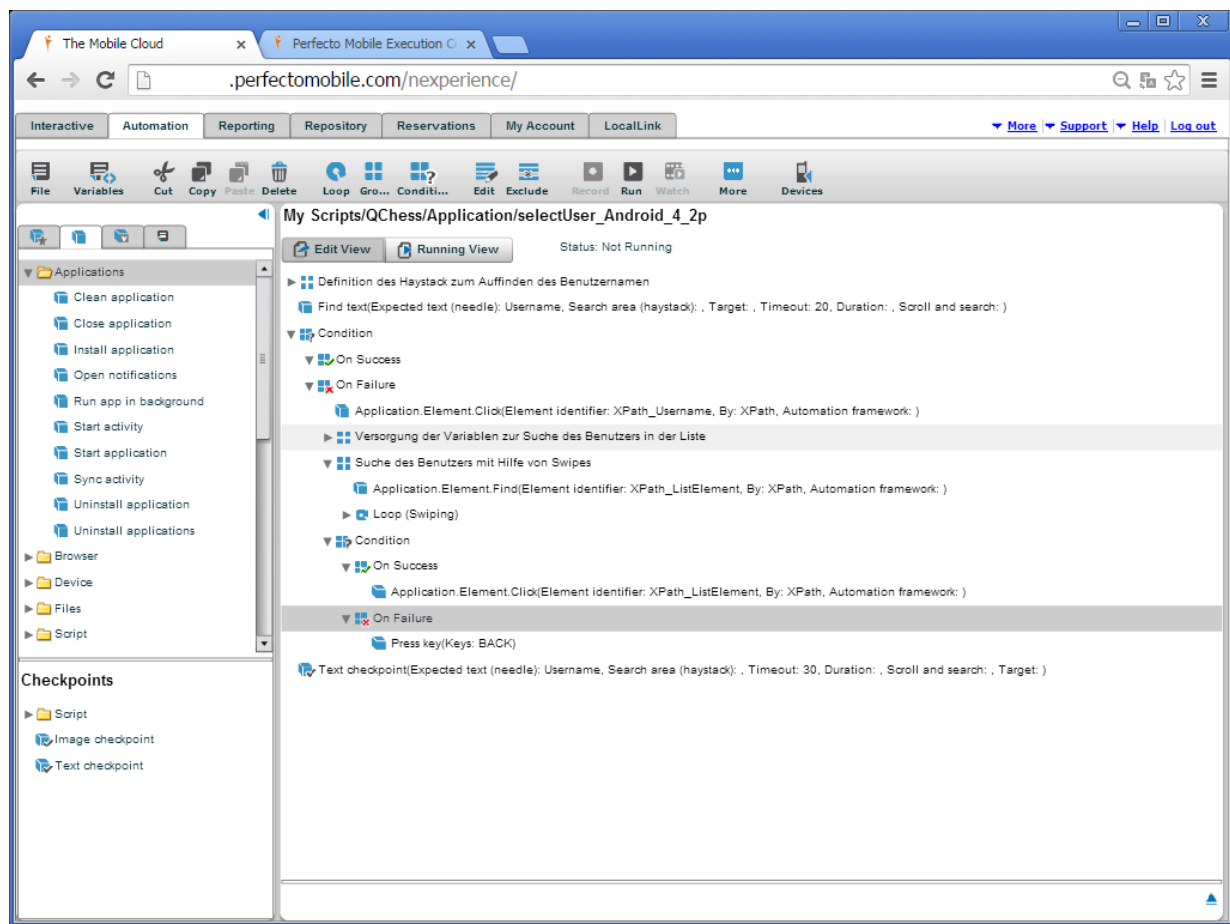 The Mobile Cloud
Perfecto Mobile Execution C
.perfectomobile.com/nexperience/
Interactive Automation Reporting Repository Reservations My Account LocalLink More Support Help Log out
File Variables Cut Copy Paste Delete Loop Gro... Conditi... Edit Exclude Record Run Watch More Devices
My Scripts/QChess/Application/selectUser_Android_4_2p
Edit View Running View Status: Not Running
Applications
Clean application
Close application
Install application
Open notifications
Run app in background
Start activity
Start application
Sync activity
Uninstall application
Uninstall applications
Browser
Device
Files
Script
Checkpoints
Script
Image checkpoint
Text checkpoint
Definition des Haystack zum Auffinden des Benutzernamen
Find text(Expected text (needle): Username, Search area (haystack): , Target: , Timeout: 20, Duration: , Scroll and search: )
Condition
On Success
On Failure
Application.Element.Click(Element identifier: XPath_Username, By: XPath, Automation framework: )
Versorgung der Variablen zur Suche des Benutzers in der Liste
Suche des Benutzers mit Hilfe von Swipes
Application.Element.Find(Element identifier: XPath_ListElement, By: XPath, Automation framework: )
Loop (Swiping)
Condition
On Success
Application.Element.Click(Element identifier: XPath_ListElement, By: XPath, Automation framework: )
On Failure
Press key(Keys: BACK)
Text checkpoint(Expected text (needle): Username, Search area (haystack): , Timeout: 30, Duration: , Scroll and search: , Target: )